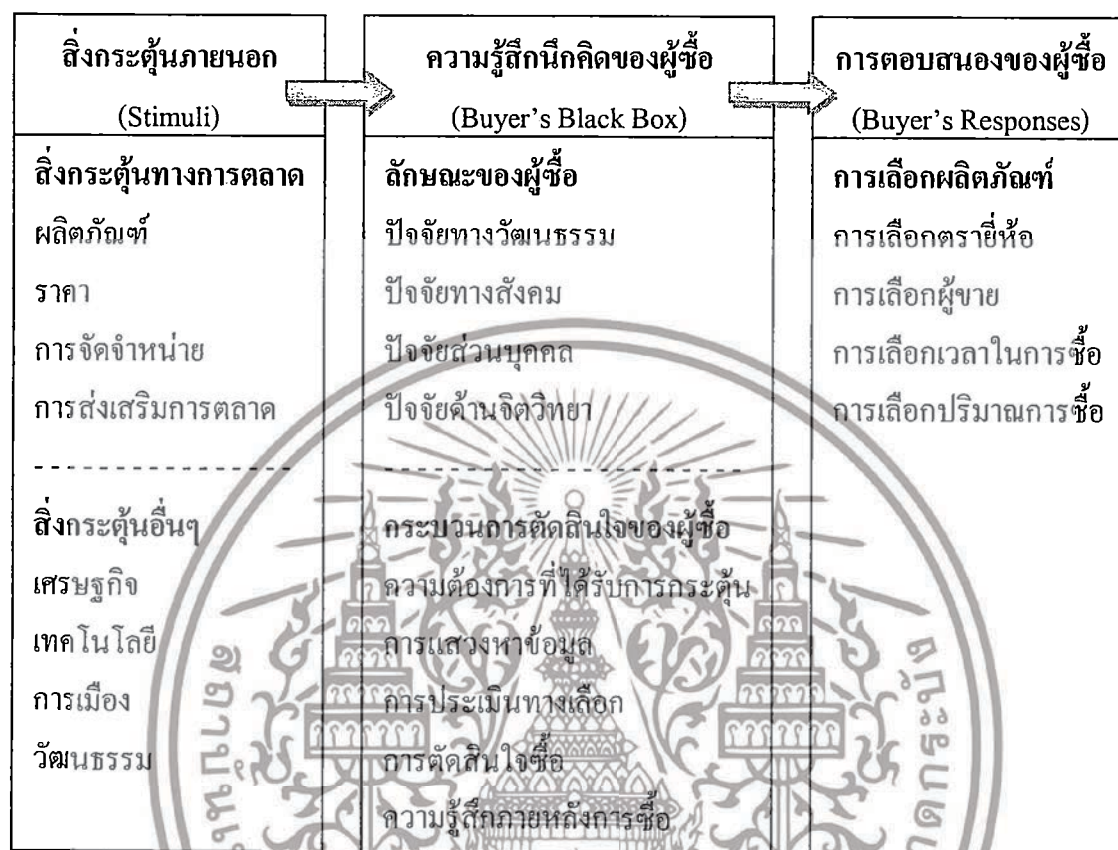 สิ่งกระตุ้นภายนอก
(Stimuli)
สิ่งกระตุ้นทางการตลาด
ผลิตภัณฑ์
ราคา
การจัดจำหน่าย
การส่งเสริมการตลาด
สิ่งกระตุ้นอื่นๆ
เศรษฐกิจ
เทคโนโลยี
การเมือง
วัฒนธรรม
ความรู้สึกนึกคิดของผู้ซื้อ
(Buyer's Black Box)
ลักษณะของผู้ซื้อ
ปัจจัยทางวัฒนธรรม
ปัจจัยทางสังคม
ปัจจัยส่วนบุคคล
ปัจจัยด้านจิตวิทยา
กระบวนการตัดสินใจของผู้ซื้อ
ความต้องการที่ได้รับการกระตุ้น
การแสวงหาข้อมูล
การประเมินทางเลือก
การตัดสินใจซื้อ
ความรู้สึกภายหลังการซื้อ
การตอบสนองของผู้ซื้อ
(Buyer's Responses)
การเลือกผลิตภัณฑ์
การเลือกตรายี่ห้อ
การเลือกผู้ขาย
การเลือกเวลาในการซื้อ
การเลือกปริมาณการซื้อ